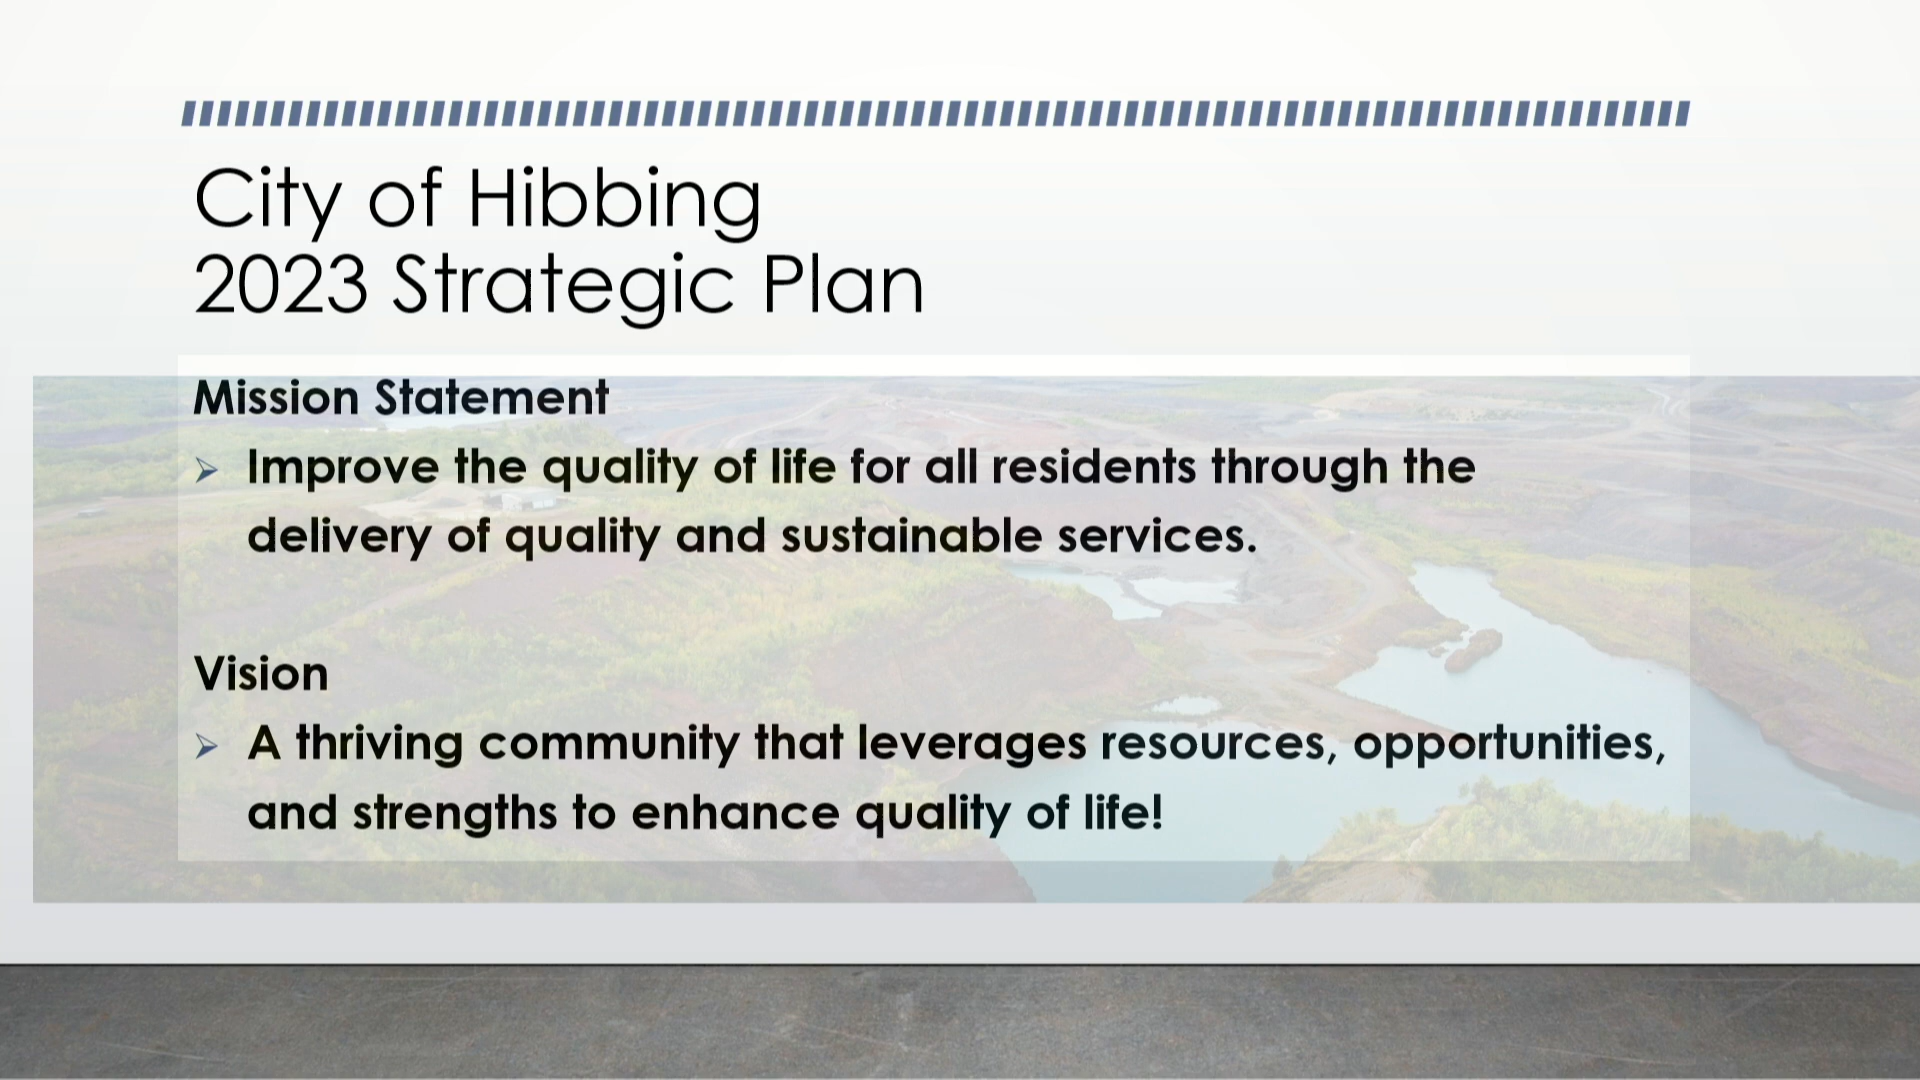 City of Hibbing
2023 Strategic Plan
Mission Statement
Improve the quality of life for all residents through the
delivery of quality and sustainable services.
Vision
A thriving community that leverages resources, opportunities,
and strengths to enhance quality of life!